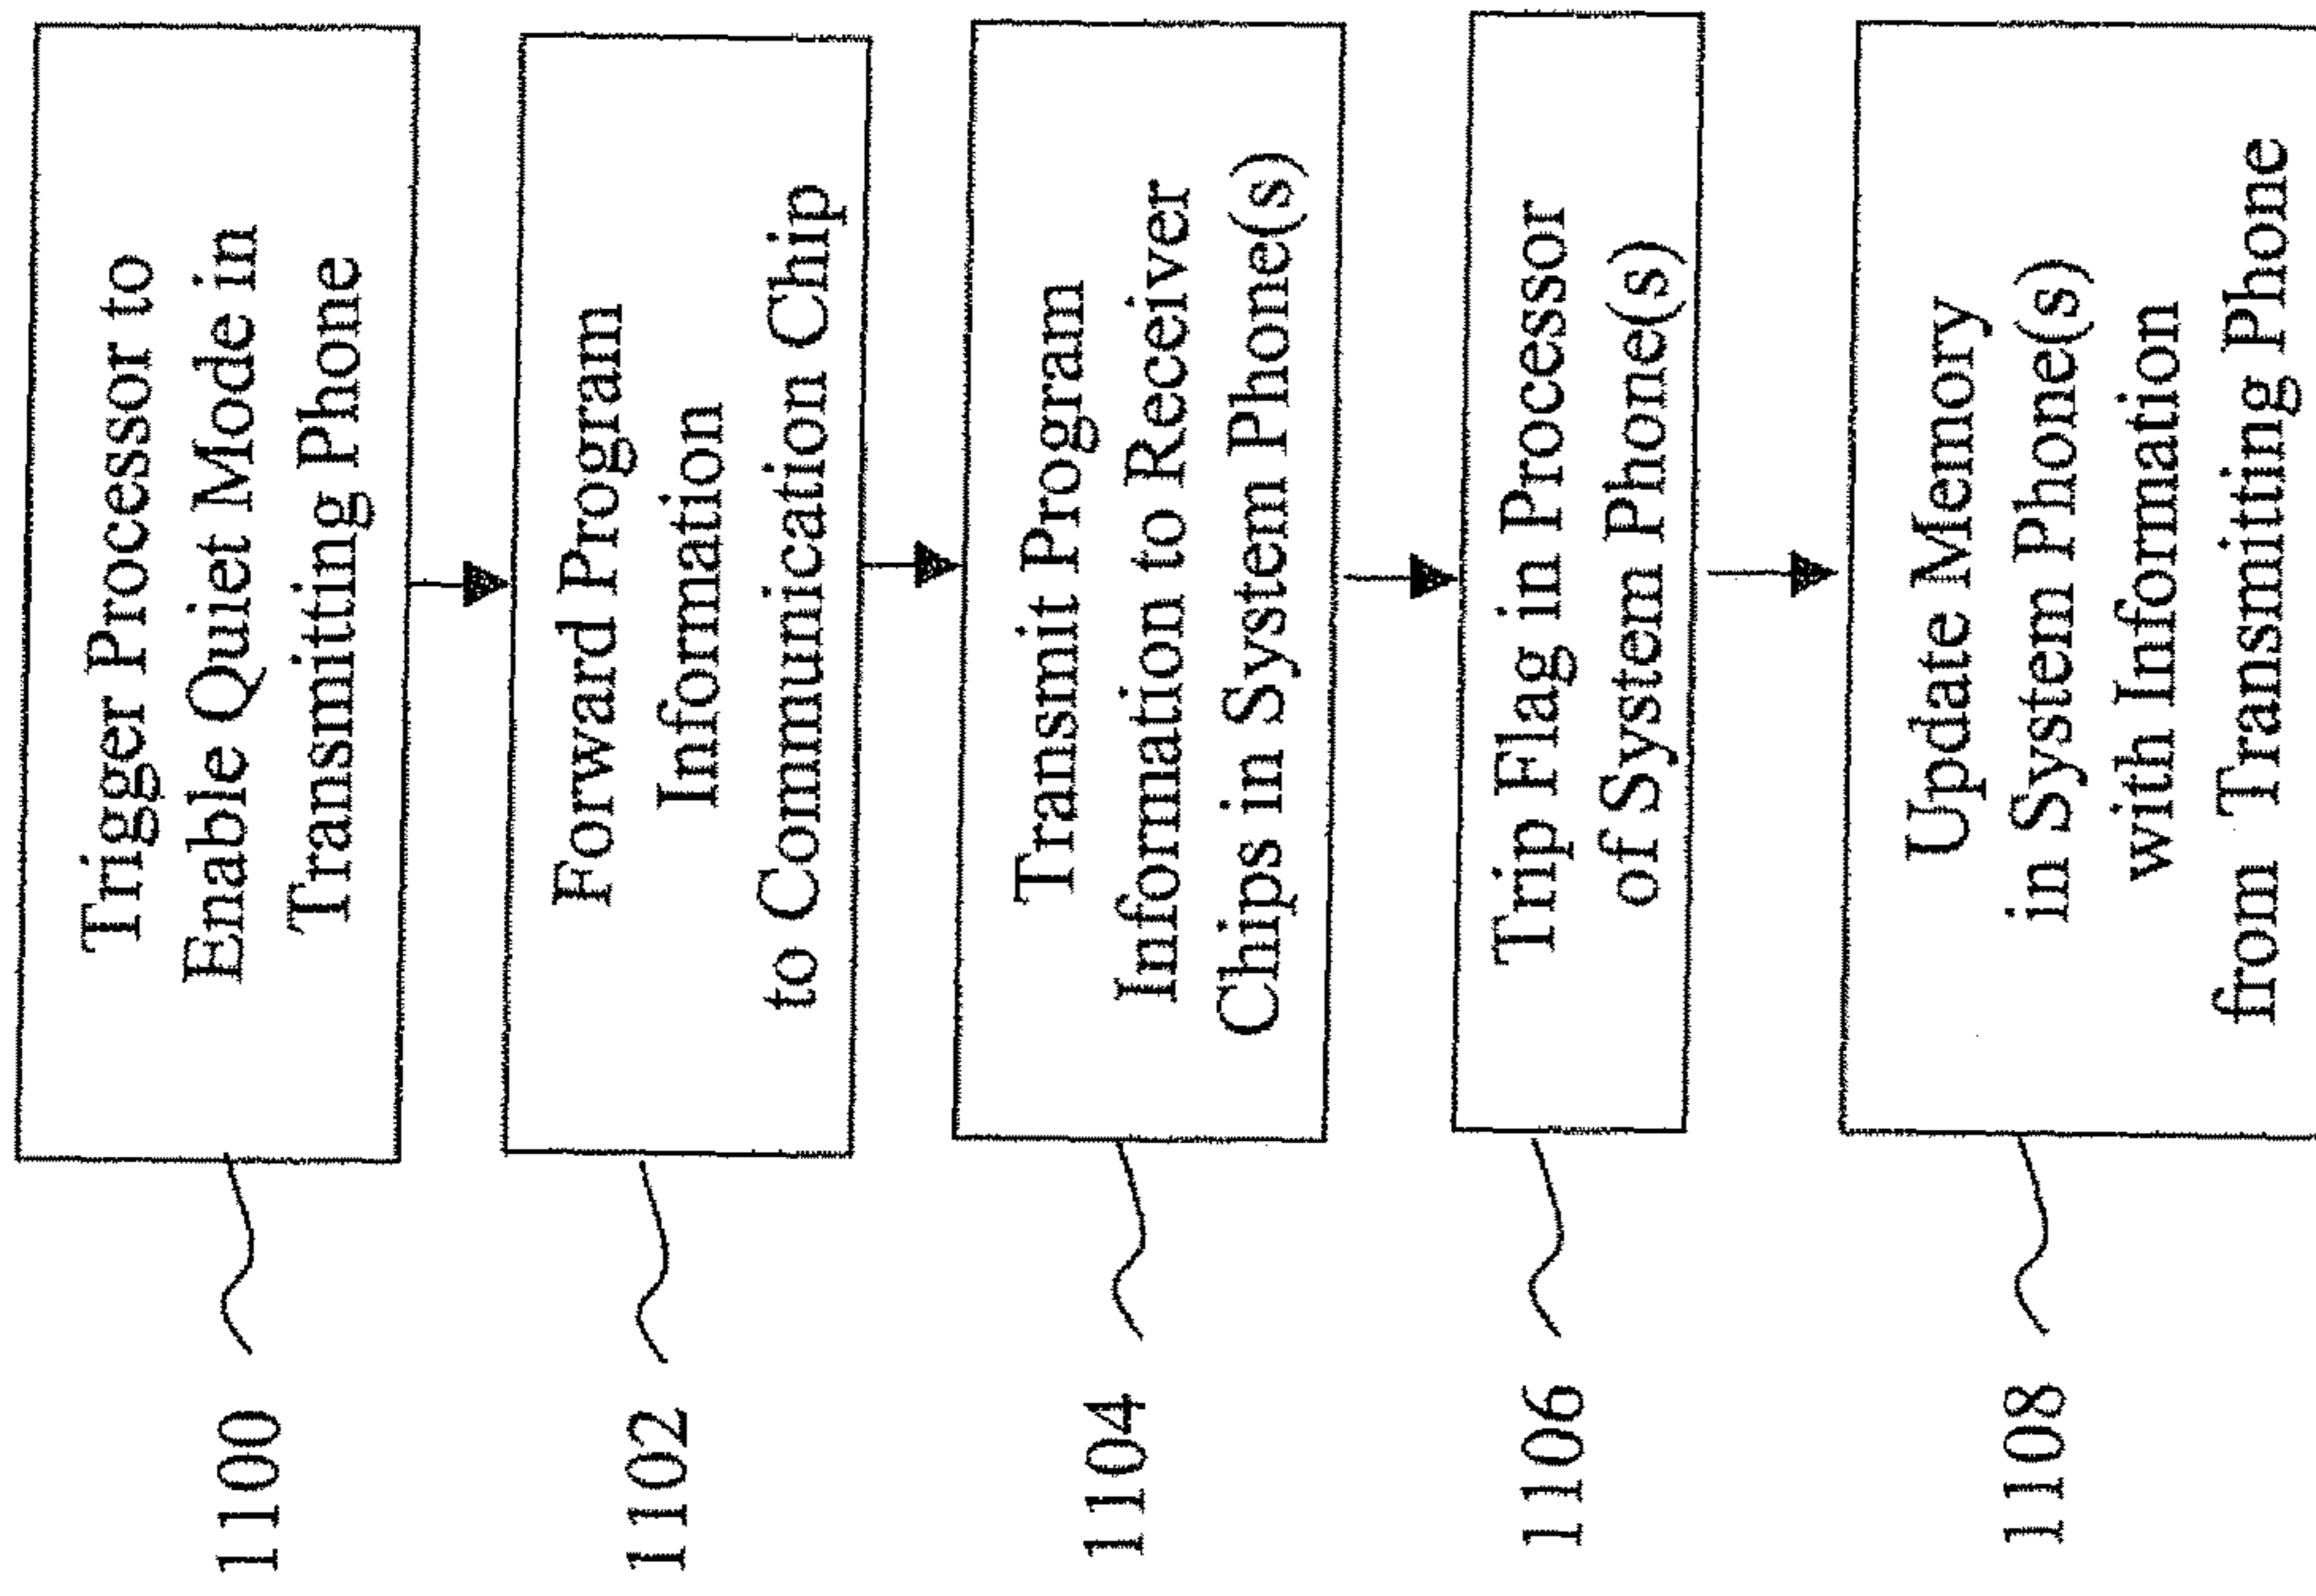 1100
Trigger Processor to
Enable Quiet Mode in
Transmitting Phone
1102
Forward Program
Information
to Communication Chip
1104
Transmit Program
Information to Receiver
Chips in System Phone(s)
1106
Trip Flag in Processor
of System Phone(s)
1108
Update Memory
in System Phone(s)
with Information
from Transmitting Phone